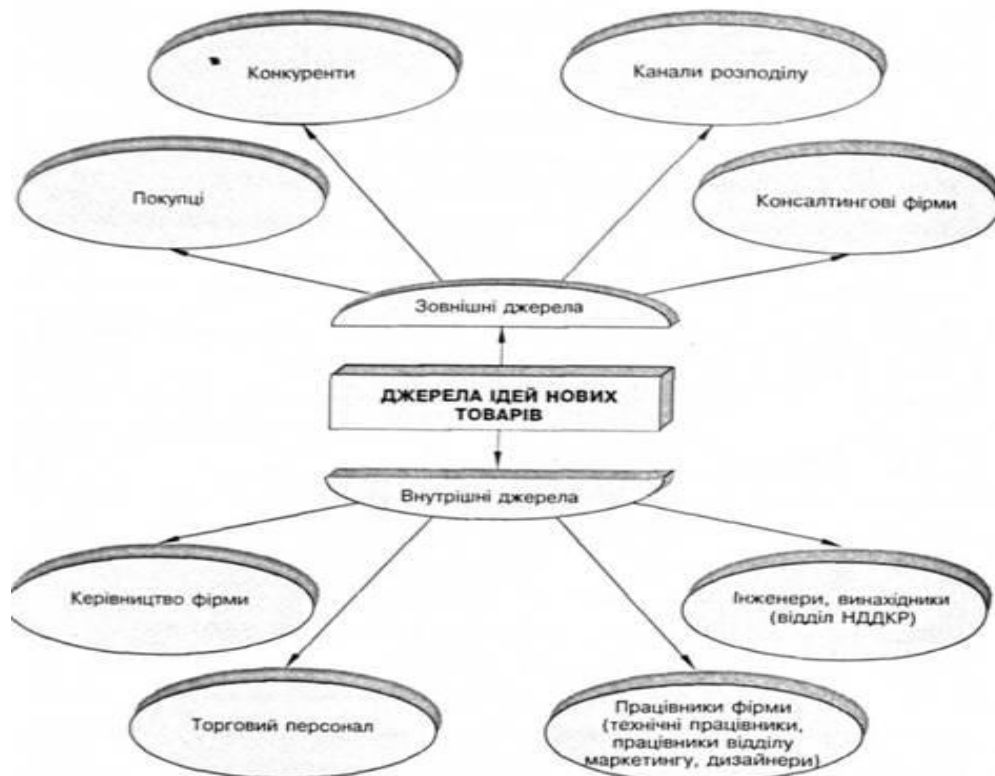 Конкуренти
Канали розподілу
Покупці
Консалтингові фірми
Зовнішні джерела
ДЖЕРЕЛА ІДЕЙ НОВИХ
ТОВАРІВ
Внутрішні джерела
Керівництво фірми
Інженери, винахідники
(відділ НДДКР)
Торговий персонал
Працівники фірми
(технічні працівники,
працівники відділу
маркетингу, дизайнери)